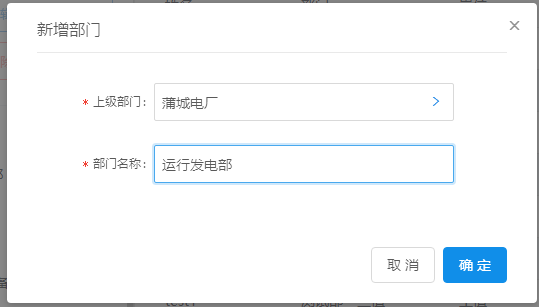 新增部门
* 上级部门: 蒲城电厂
* 部门名称: 运行发电部
取 消 确 定